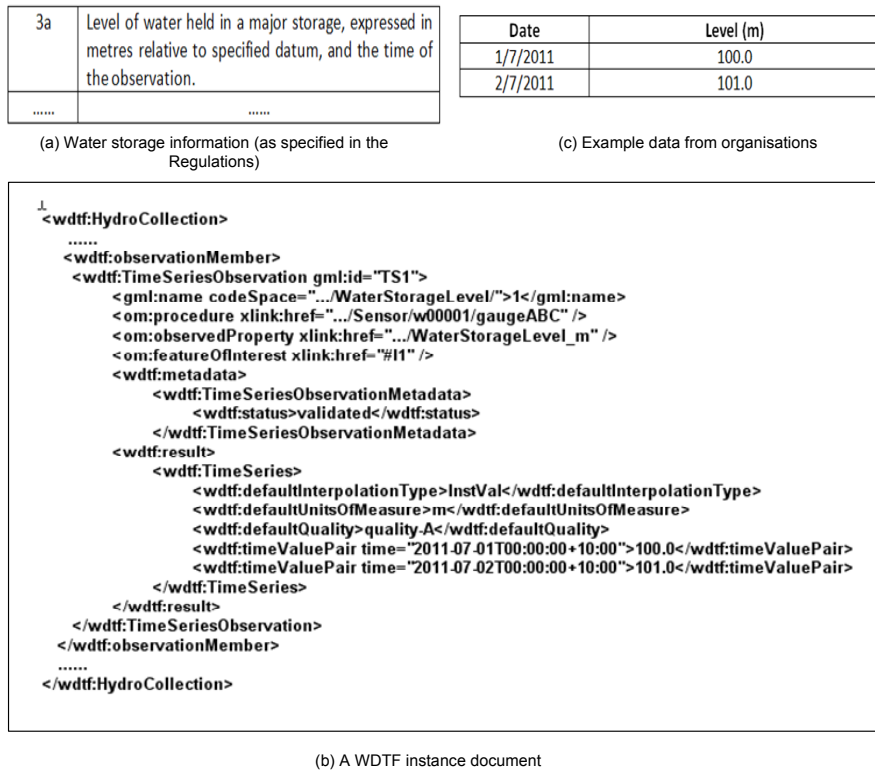 3a Level of water held in a major storage, expressed in
metres relative to specified datum, and the time of
the observation.
...... ......
(a) Water storage information (as specified in the
Regulations)
Date Level (m)
1/7/2011 100.0
2/7/2011 101.0
(c) Example data from organisations
<wdtf:HydroCollection>
......
<wdtf:observationMember>
<wdtf:TimeSeriesObservation gml:id="TS1">
<gml:name codeSpace=".../WaterStorageLevel/">1</gml:name>
<om:procedure xlink:href=".../Sensor/w00001/gaugeABC" />
<om:observedProperty xlink:href=".../WaterStorageLevel_m" />
<om:featureOfInterest xlink:href="#l1" />
<wdtf:metadata>
<wdtf:TimeSeriesObservationMetadata>
<wdtf:status>validated</wdtf:status>
</wdtf:TimeSeriesObservationMetadata>
<wdtf:result>
<wdtf:TimeSeries>
<wdtf:defaultInterpolationType>InstVal</wdtf:defaultInterpolationType>
<wdtf:defaultUnitsOfMeasure>m</wdtf:defaultUnitsOfMeasure>
<wdtf:defaultQuality>quality-A</wdtf:defaultQuality>
<wdtf:timeValuePair time="2011-07-01T00:00:00+10:00">100.0</wdtf:timeValuePair>
<wdtf:timeValuePair time="2011-07-02T00:00:00+10:00">101.0</wdtf:timeValuePair>
</wdtf:TimeSeries>
</wdtf:result>
</wdtf:TimeSeriesObservation>
</wdtf:observationMember>
......
</wdtf:HydroCollection>
(b) A WDTF instance document